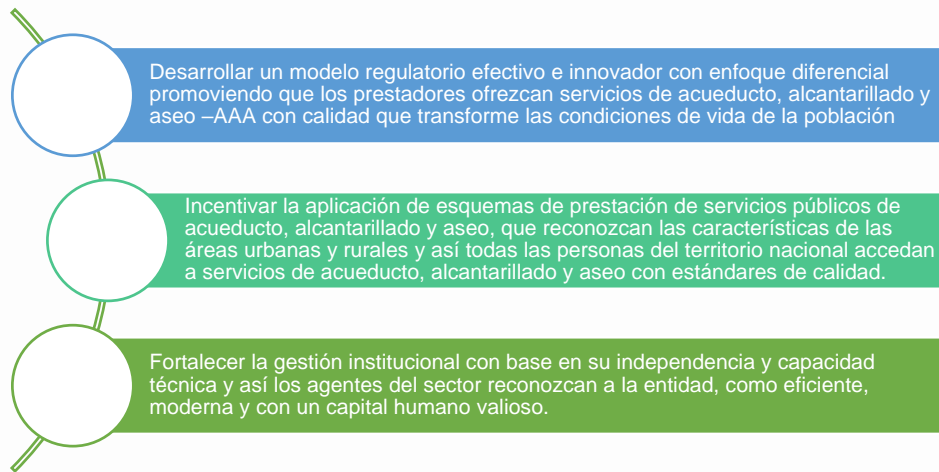 Desarrollar un modelo regulatorio efectivo e innovador con enfoque diferencial
promoviendo que los prestadores ofrezcan servicios de acueducto, alcantarillado y
aseo –AAA con calidad que transforme las condiciones de vida de la población
Incentivar la aplicación de esquemas de prestación de servicios públicos de
acueducto, alcantarillado y aseo, que reconozcan las características de las
áreas urbanas y rurales y así todas las personas del territorio nacional accedan
a servicios de acueducto, alcantarillado y aseo con estándares de calidad.
Fortalecer la gestión institucional con base en su independencia y capacidad
técnica y así los agentes del sector reconozcan a la entidad, como eficiente,
moderna y con un capital humano valioso.